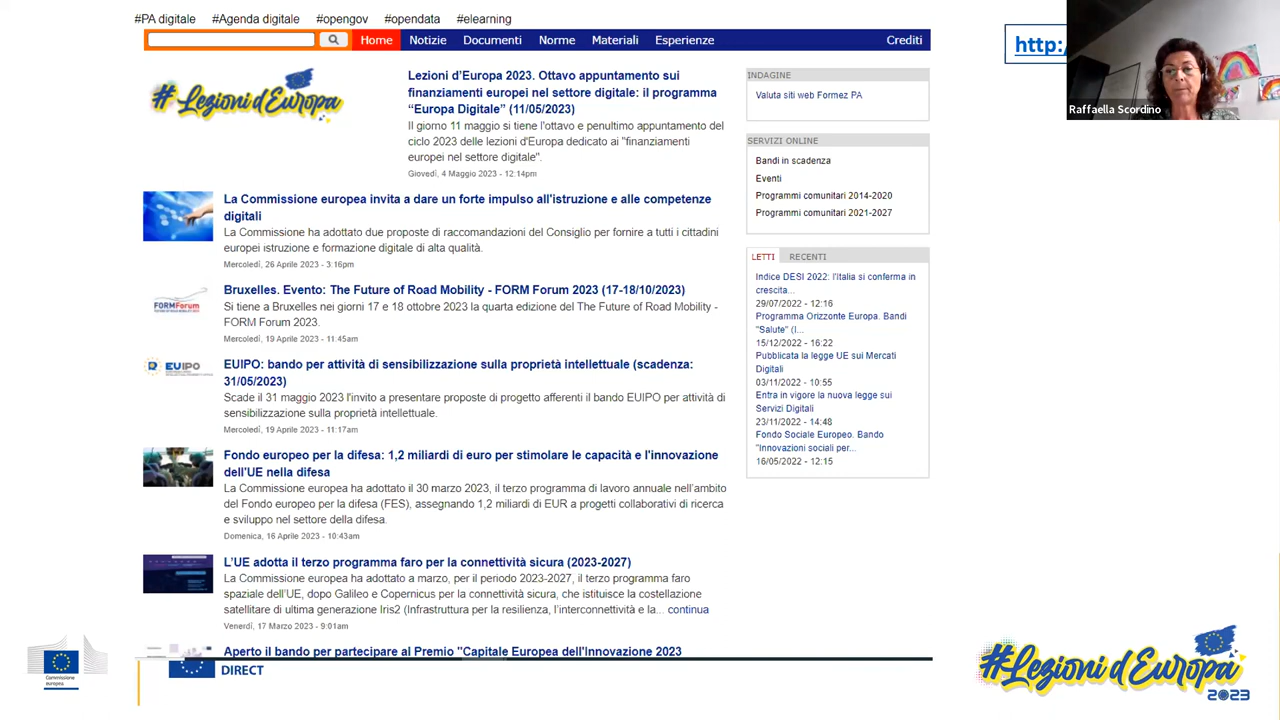 #PA digitale #Agenda digitale #opengov #opendata #elearning
Home Notizie Documenti Norme Materiali Esperienze Crediti
http:/
Raffaella Scordino
#Lezioni d'Europa
Lezioni d'Europa 2023. Ottavo appuntamento sui
finanziamenti europei nel settore digitale: il programma
“Europa Digitale” (11/05/2023)
Il giorno 11 maggio si tiene l'ottavo e penultimo appuntamento del
ciclo 2023 delle lezioni d'Europa dedicato ai "finanziamenti
europei nel settore digitale".
Giovedí, 4 Maggio 2023 - 12:14pm
La Commissione europea invita a dare un forte impulso all'istruzione e alle competenze
digitali
La Commissione ha adottato due proposte di raccomandazioni del Consiglio per fornire a tutti i cittadini
europei istruzione e formazione digitale di alta qualità.
Mercoledí, 26 Aprile 2023 - 3:16pm
FORMForum
Bruxelles. Evento: The Future of Road Mobility - FORM Forum 2023 (17-18/10/2023)
Si tiene a Bruxelles nei giorni 17 e 18 ottobre 2023 la quarta edizione del The Future of Road Mobility -
FORM Forum 2023.
Mercoledí, 19 Aprile 2023 - 11:45am
EUIPO
EUIPO: bando per attività di sensibilizzazione sulla proprietà intellettuale (scadenza:
31/05/2023)
Scade il 31 maggio 2023 l'invito a presentare proposte di progetto afferenti il bando EUIPO per attività di
sensibilizzazione sulla proprietà intellettuale.
Mercoledí, 19 Aprile 2023 - 11:17am
Fondo europeo per la difesa: 1,2 miliardi di euro per stimolare le capacità e l'innovazione
dell'UE nella difesa
La Commissione europea ha adottato il 30 marzo 2023, il terzo programma di lavoro annuale nell'ambito
del Fondo europeo per la difesa (FES), assegnando 1,2 miliardi di EUR a progetti collaborativi di ricerca
e sviluppo nel settore della difesa.
Domenica, 16 Aprile 2023 - 10:43am
L'UE adotta il terzo programma faro per la connettività sicura (2023-2027)
La Commissione europea ha adottato a marzo, per il periodo 2023-2027, il terzo programma faro
spaziale dell'UE, dopo Galileo e Copernicus per la connettività sicura, che istituisce la costellazione
satellitare di ultima generazione Iris2 (Infrastruttura per la resilienza, l'interconnettività e la... continua
Venerdí, 17 Marzo 2023 - 9:01am
Aperto il bando per partecipare al Premio "Capitale Europea dell'Innovazione 2023
INDAGINE
Valuta siti web Formez PA
SERVIZI ONLINE
Bandi in scadenza
Eventi
Programmi comunitari 2014-2020
Programmi comunitari 2021-2027
LETTI RECENTI
Indice DESI 2022: l'Italia si conferma in
crescita...
29/07/2022 - 12:16
Programma Orizzonte Europa. Bandi
"Salute" (I...
15/12/2022 - 16:22
Pubblicata la legge UE sui Mercati
Digitali
03/11/2022 - 10:55
Entra in vigore la nuova legge sui
Servizi Digitali
23/11/2022 - 14:48
Fondo Sociale Europeo. Bando
"Innovazioni sociali per...
16/05/2022 - 12:15
Commissione
europea
DIRECT
#Lezioni d'Europa
2023